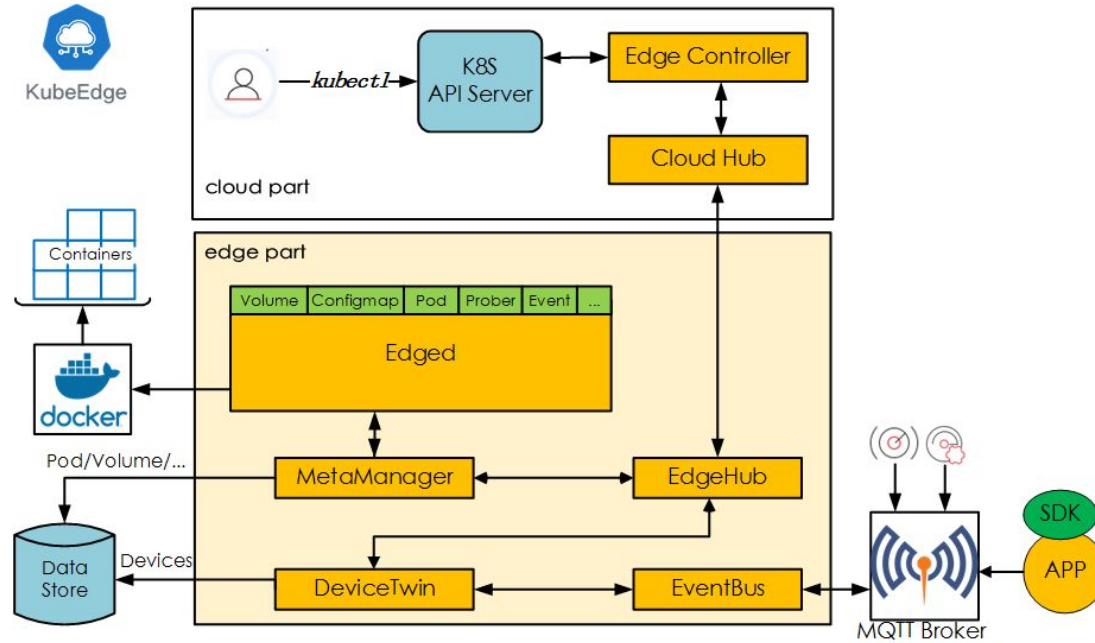 KubeEdge
kubectl
K8S
API Server
Edge Controller
Cloud Hub
cloud part
edge part
Containers
Volume
Configmap
Pod
Prober
Event
...
Edged
docker
Pod/Volume/...
MetaManager
EdgeHub
Data
Store
Devices
DeviceTwin
EventBus
MQTT Broker
SDK
APP